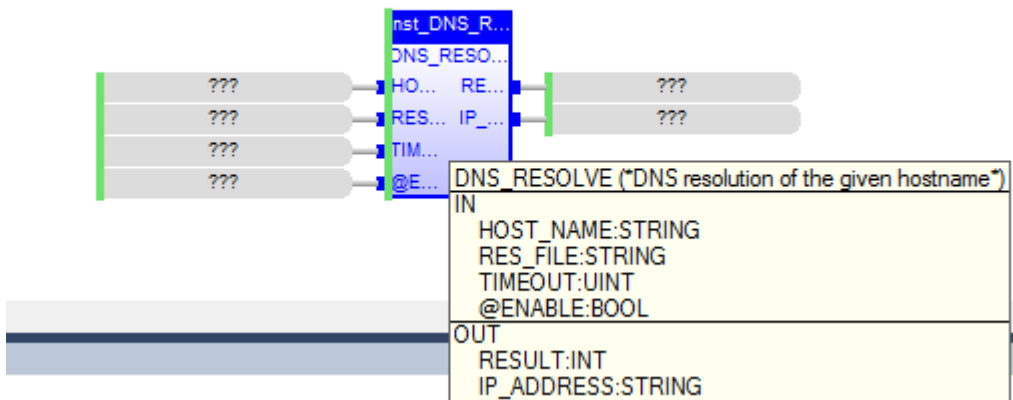 nst_DNS_R...
DNS_RESO...
??? HO... RE... ???
??? RES... IP_... ???
??? TIM...
??? @E...
DNS_RESOLVE (*DNS resolution of the given hostname*)
IN
HOST_NAME:STRING
RES_FILE:STRING
TIMEOUT:UINT
@ENABLE:BOOL
OUT
RESULT:INT
IP_ADDRESS:STRING